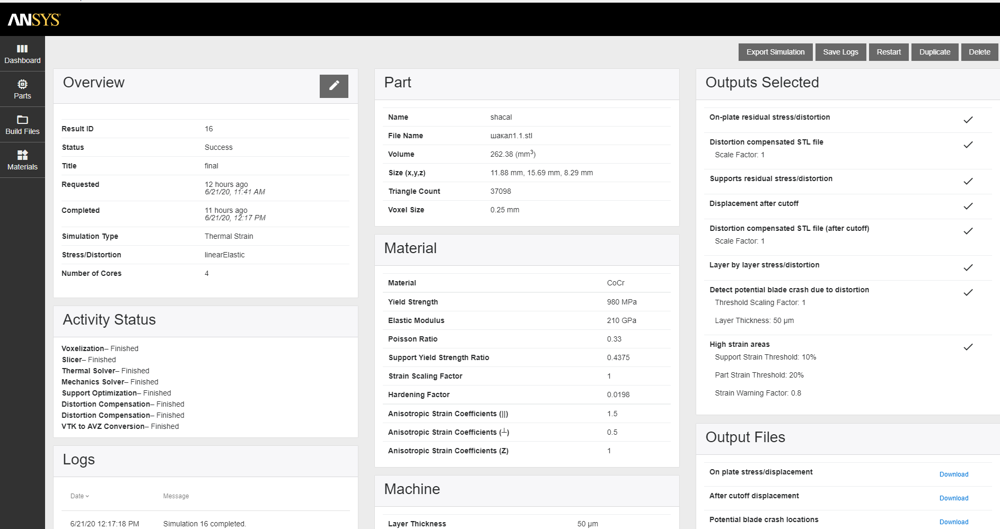 ANSYS
Dashboard
Parts
Build Files
Materials
Export Simulation
Save Logs
Restart
Duplicate
Delete
Overview
Result ID 16
Status Success
Title final
Requested 12 hours ago
6/21/20, 11:41 AM
Completed 11 hours ago
6/21/20, 12:17 PM
Simulation Type Thermal Strain
Stress/Distortion linearElastic
Number of Cores 4
Activity Status
Voxelization– Finished
Slicer– Finished
Thermal Solver– Finished
Mechanics Solver– Finished
Support Optimization– Finished
Distortion Compensation– Finished
Distortion Compensation– Finished
VTK to AVZ Conversion– Finished
Logs
Date Message
6/21/20 12:17:18 PM Simulation 16 completed.
Part
Name shacal
File Name шакал1.1.stl
Volume 262.38 (mm³)
Size (x,y,z) 11.88 mm, 15.69 mm, 8.29 mm
Triangle Count 37098
Voxel Size 0.25 mm
Material
Material CoCr
Yield Strength 980 MPa
Elastic Modulus 210 GPa
Poisson Ratio 0.33
Support Yield Strength Ratio 0.4375
Strain Scaling Factor 1
Hardening Factor 0.0198
Anisotropic Strain Coefficients (||) 1.5
Anisotropic Strain Coefficients (┴) 0.5
Anisotropic Strain Coefficients (Z) 1
Machine
Layer Thickness 50 µm
Outputs Selected
On-plate residual stress/distortion
Distortion compensated STL file
Scale Factor: 1
Supports residual stress/distortion
Displacement after cutoff
Distortion compensated STL file (after cutoff)
Scale Factor: 1
Layer by layer stress/distortion
Detect potential blade crash due to distortion
Threshold Scaling Factor: 1
Layer Thickness: 50 µm
High strain areas
Support Strain Threshold: 10%
Part Strain Threshold: 20%
Strain Warning Factor: 0.8
Output Files
On plate stress/displacement Download
After cutoff displacement Download
Potential blade crash locations Download